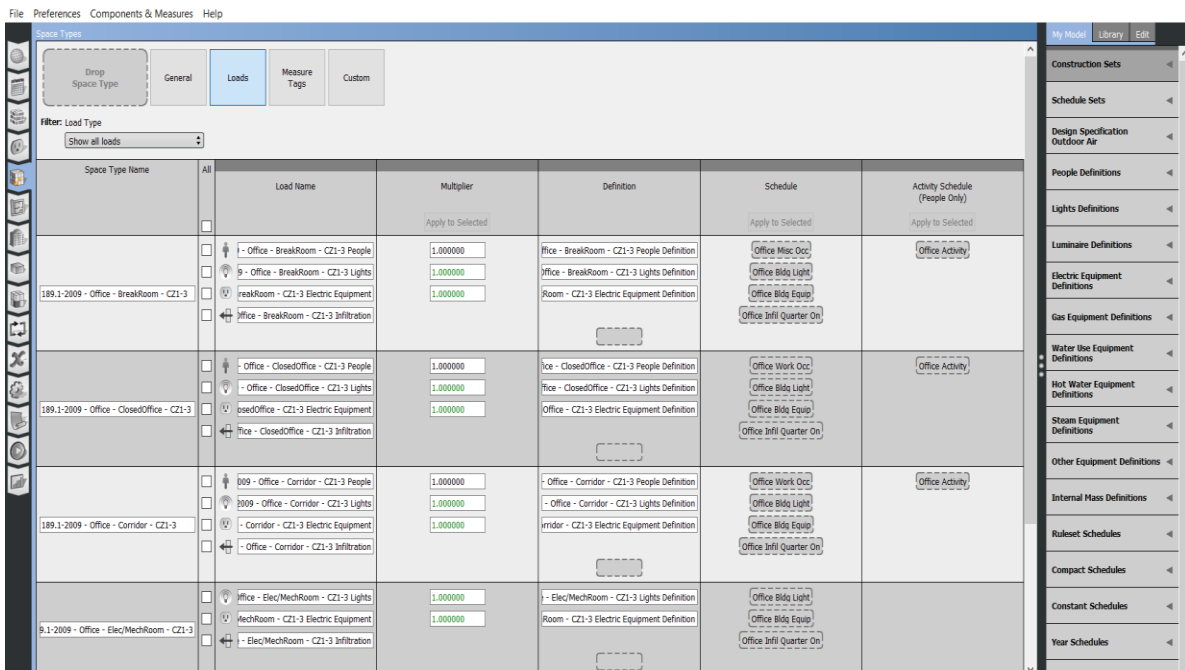 File Preferences Components & Measures Help
Space Types
My Model Library Edit
Drop
Space Type
General
Loads
Measure
Tags
Custom
Filter: Load Type
Show all loads
Space Type Name
All
Load Name
Multiplier
Definition
Schedule
Activity Schedule
(People Only)
Apply to Selected
Apply to Selected
Apply to Selected
189.1-2009 - Office - BreakRoom - CZ1-3
- Office - BreakRoom - CZ1-3 People 1.000000 ffice - BreakRoom - CZ1-3 People Definition Office Misc Occ Office Activity
9 - Office - BreakRoom - CZ1-3 Lights 1.000000 Office - BreakRoom - CZ1-3 Lights Definition Office Bldg Light
reakRoom - CZ1-3 Electric Equipment 1.000000 Room - CZ1-3 Electric Equipment Definition Office Bldg Equip
Office - BreakRoom - CZ1-3 Infiltration Office Infil Quarter On
189.1-2009 - Office - ClosedOffice - CZ1-3
- Office - ClosedOffice - CZ1-3 People 1.000000 ice - ClosedOffice - CZ1-3 People Definition Office Work Occ Office Activity
- Office - ClosedOffice - CZ1-3 Lights 1.000000 ffice - ClosedOffice - CZ1-3 Lights Definition Office Bldg Light
osedOffice - CZ1-3 Electric Equipment 1.000000 Office - CZ1-3 Electric Equipment Definition Office Bldg Equip
ffice - ClosedOffice - CZ1-3 Infiltration Office Infil Quarter On
189.1-2009 - Office - Corridor - CZ1-3
009 - Office - Corridor - CZ1-3 People 1.000000 - Office - Corridor - CZ1-3 People Definition Office Work Occ Office Activity
2009 - Office - Corridor - CZ1-3 Lights 1.000000 - Office - Corridor - CZ1-3 Lights Definition Office Bldg Light
- Corridor - CZ1-3 Electric Equipment 1.000000 orridor - CZ1-3 Electric Equipment Definition Office Bldg Equip
- Office - Corridor - CZ1-3 Infiltration Office Infil Quarter On
9.1-2009 - Office - Elec/MechRoom - CZ1-3
Office - Elec/MechRoom - CZ1-3 Lights 1.000000 - Elec/MechRoom - CZ1-3 Lights Definition Office Bldg Light
MechRoom - CZ1-3 Electric Equipment 1.000000 Room - CZ1-3 Electric Equipment Definition Office Bldg Equip
- Elec/MechRoom - CZ1-3 Infiltration Office Infil Quarter On
Construction Sets
Schedule Sets
Design Specification
Outdoor Air
People Definitions
Lights Definitions
Luminaire Definitions
Electric Equipment
Definitions
Gas Equipment Definitions
Water Use Equipment
Definitions
Hot Water Equipment
Definitions
Steam Equipment
Definitions
Other Equipment Definitions
Internal Mass Definitions
Ruleset Schedules
Compact Schedules
Constant Schedules
Year Schedules